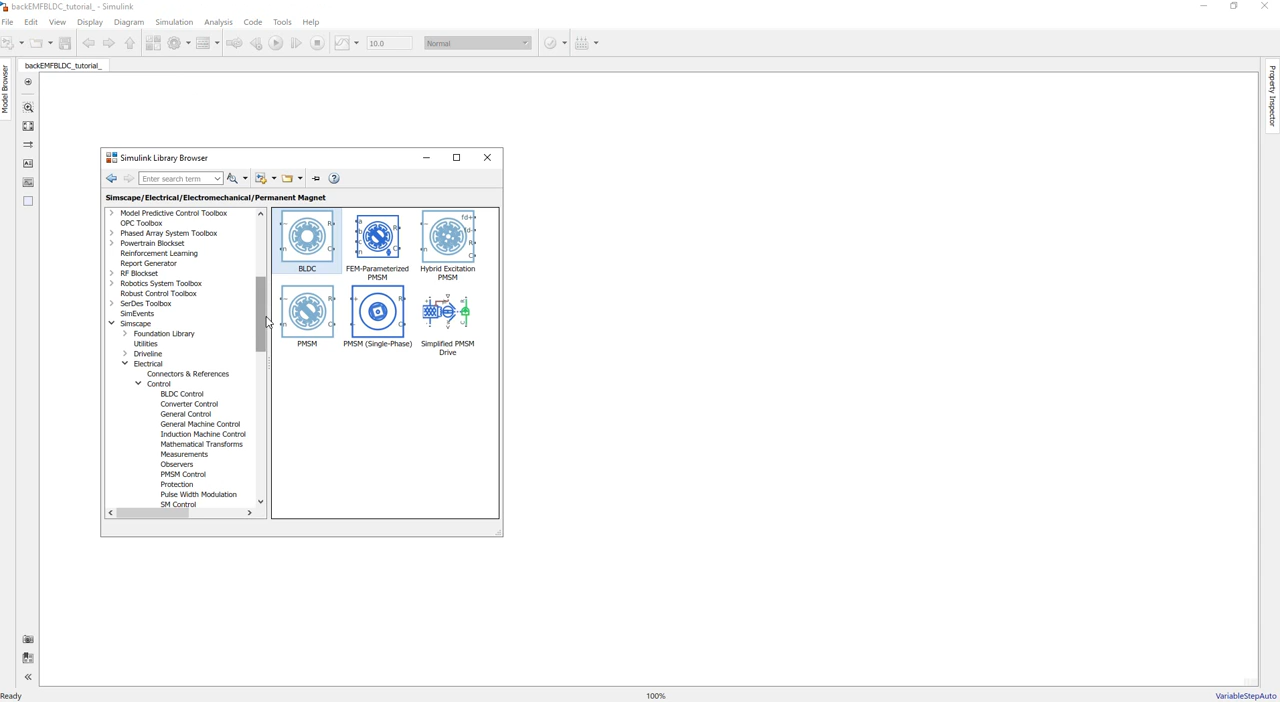 backEMFBLDC_tutorial_ - Simulink
File Edit View Display Diagram Simulation Analysis Code Tools Help
10.0 Normal
Model Browser
backEMFBLDC_tutorial_
Property Inspector
Simulink Library Browser
Enter search term
Simscape/Electrical/Electromechanical/Permanent Magnet
Model Predictive Control Toolbox
OPC Toolbox
Phased Array System Toolbox
Powertrain Blockset
Reinforcement Learning
Report Generator
RF Blockset
Robotics System Toolbox
Robust Control Toolbox
SerDes Toolbox
SimEvents
Simscape
Foundation Library
Utilities
Driveline
Electrical
Connectors & References
Control
BLDC Control
Converter Control
General Control
General Machine Control
Induction Machine Control
Mathematical Transforms
Measurements
Observers
PMSM Control
Protection
Pulse Width Modulation
SM Control
BLDC
FEM-Parameterized
PMSM
Hybrid Excitation
PMSM
PMSM
PMSM (Single-Phase)
Simplified PMSM
Drive
Ready 100% VariableStepAuto